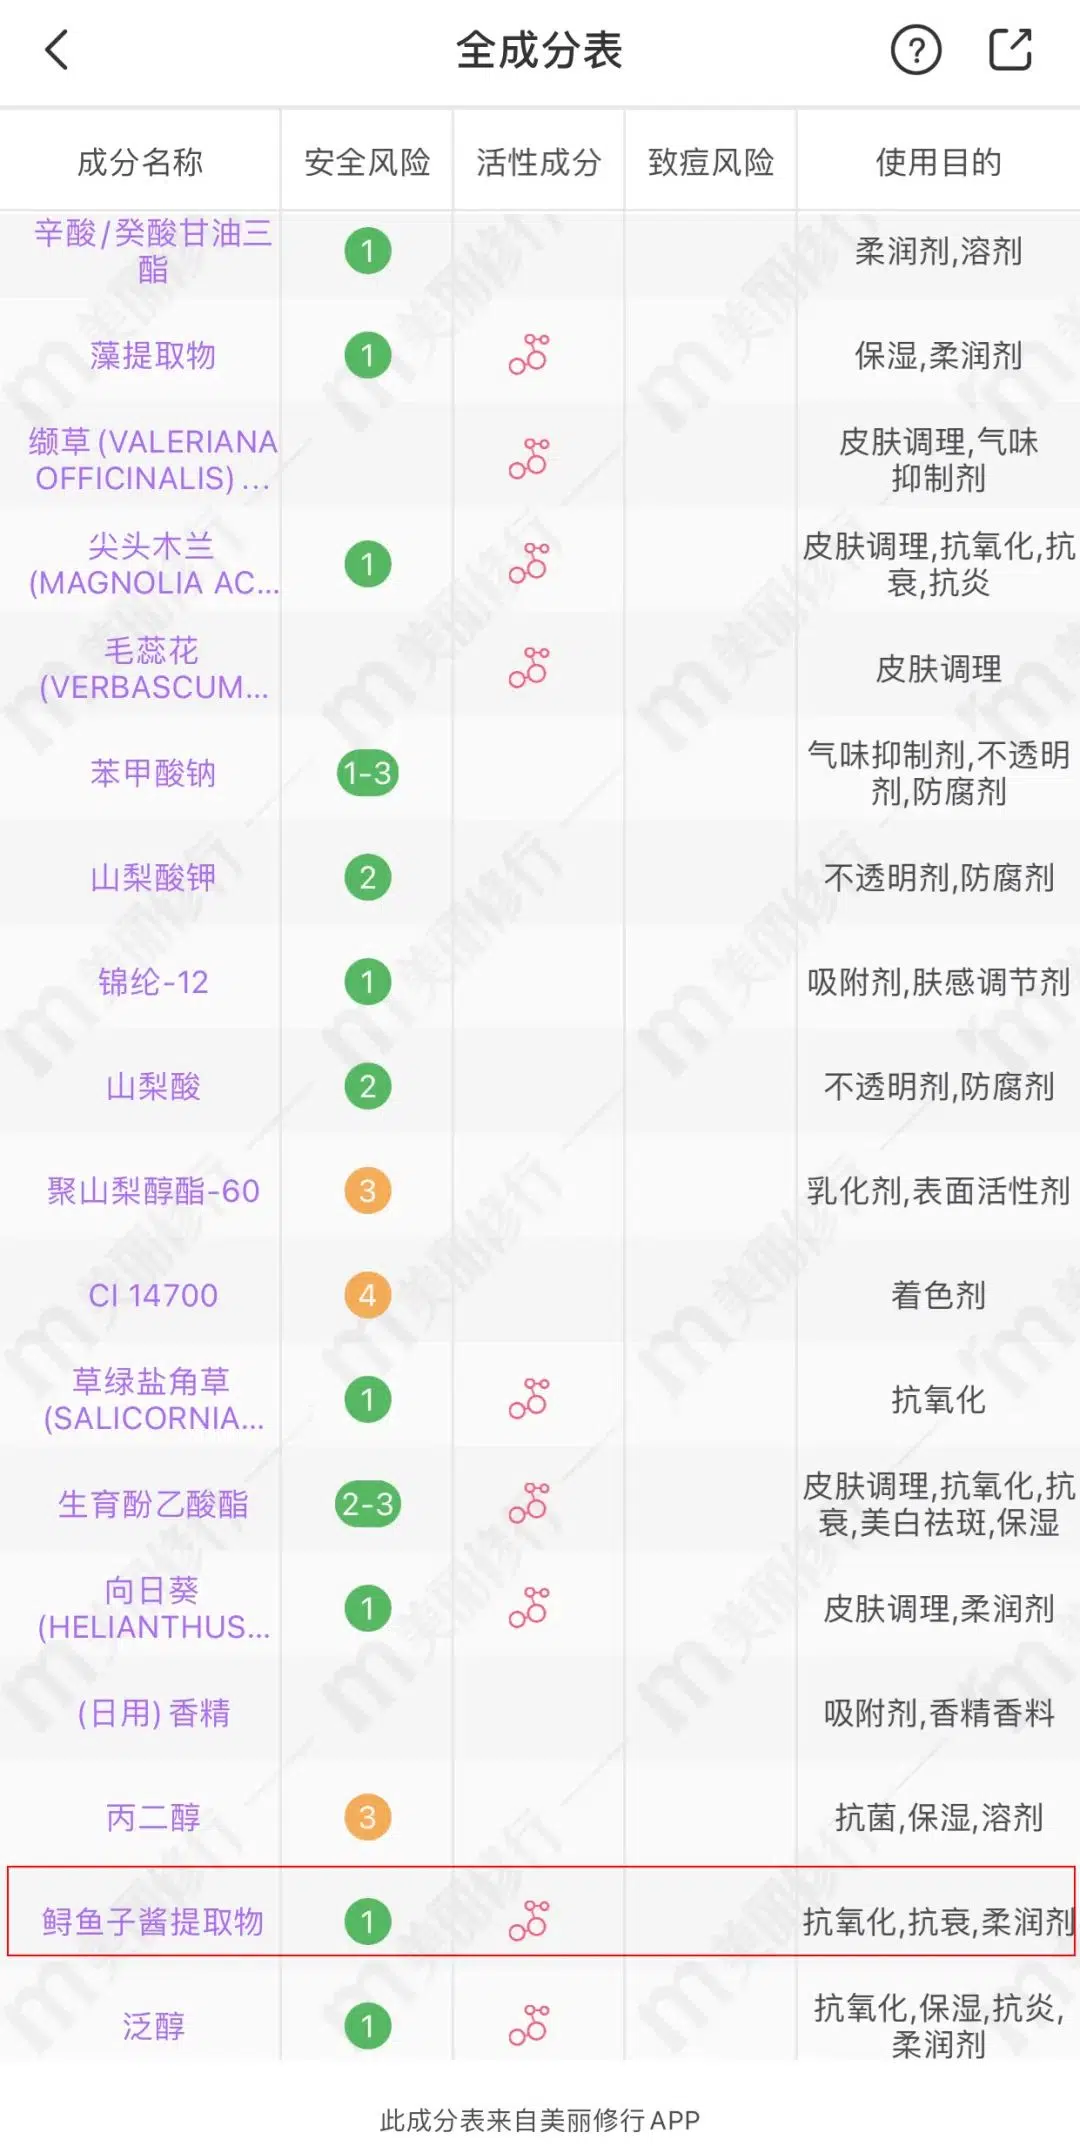 全成分表
成分名称 安全风险 活性成分 致痘风险 使用目的
辛酸/癸酸甘油三
酯
1
柔润剂,溶剂
藻提取物 1 保湿,柔润剂
缬草(VALERIANA
OFFICINALIS) ...
皮肤调理,气味
抑制剂
尖头木兰
(MAGNOLIA AC...
1
皮肤调理,抗氧化,抗
衰,抗炎
毛蕊花
(VERBASCUM...
皮肤调理
苯甲酸钠 1-3
气味抑制剂,不透明
剂,防腐剂
山梨酸钾 2 不透明剂,防腐剂
锦纶-12 1 吸附剂,肤感调节剂
山梨酸 2 不透明剂,防腐剂
聚山梨醇酯-60 3 乳化剂,表面活性剂
CI 14700 4 着色剂
草绿盐角草
(SALICORNIA...
1
抗氧化
生育酚乙酸酯 2-3
皮肤调理,抗氧化,抗
衰,美白祛斑,保湿
向日葵
(HELIANTHUS...
1
皮肤调理,柔润剂
(日用)香精 吸附剂,香精香料
丙二醇 3 抗菌,保湿,溶剂
鲟鱼子酱提取物 1 抗氧化,抗衰,柔润剂
泛醇 1
抗氧化,保湿,抗炎,
柔润剂
此成分表来自美丽修行APP
美丽修行